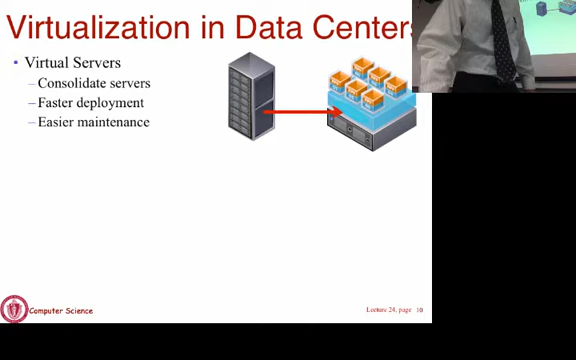 Virtualization in Data Centers
• Virtual Servers
– Consolidate servers
– Faster deployment
– Easier maintenance
Computer Science
Lecture 24, page 10